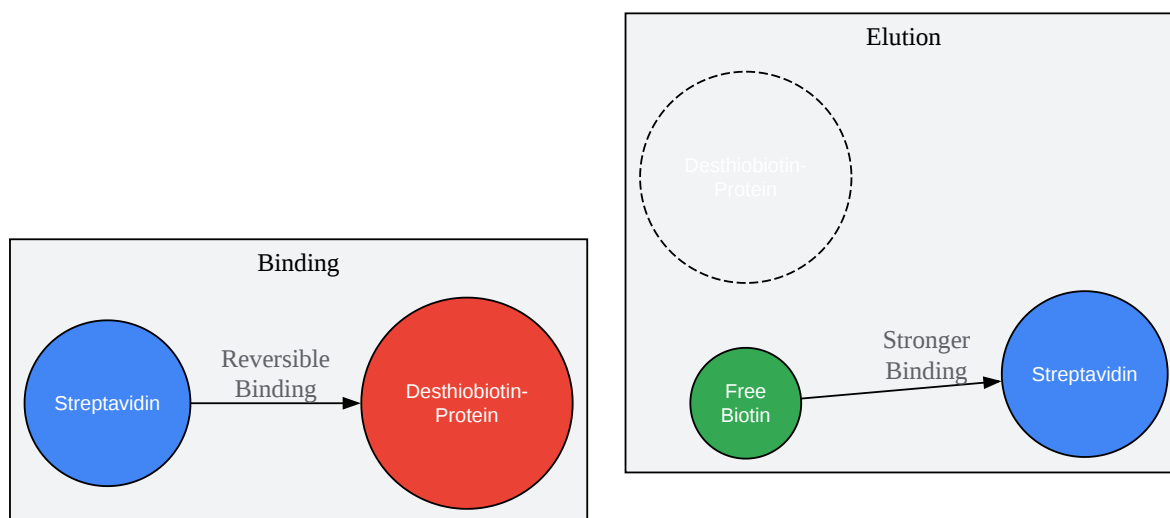 Binding
Streptavidin
Reversible
Binding
Desthiobiotin-
Protein
Elution
Desthiobiotin-
Protein
Free
Biotin
Stronger
Binding
Streptavidin